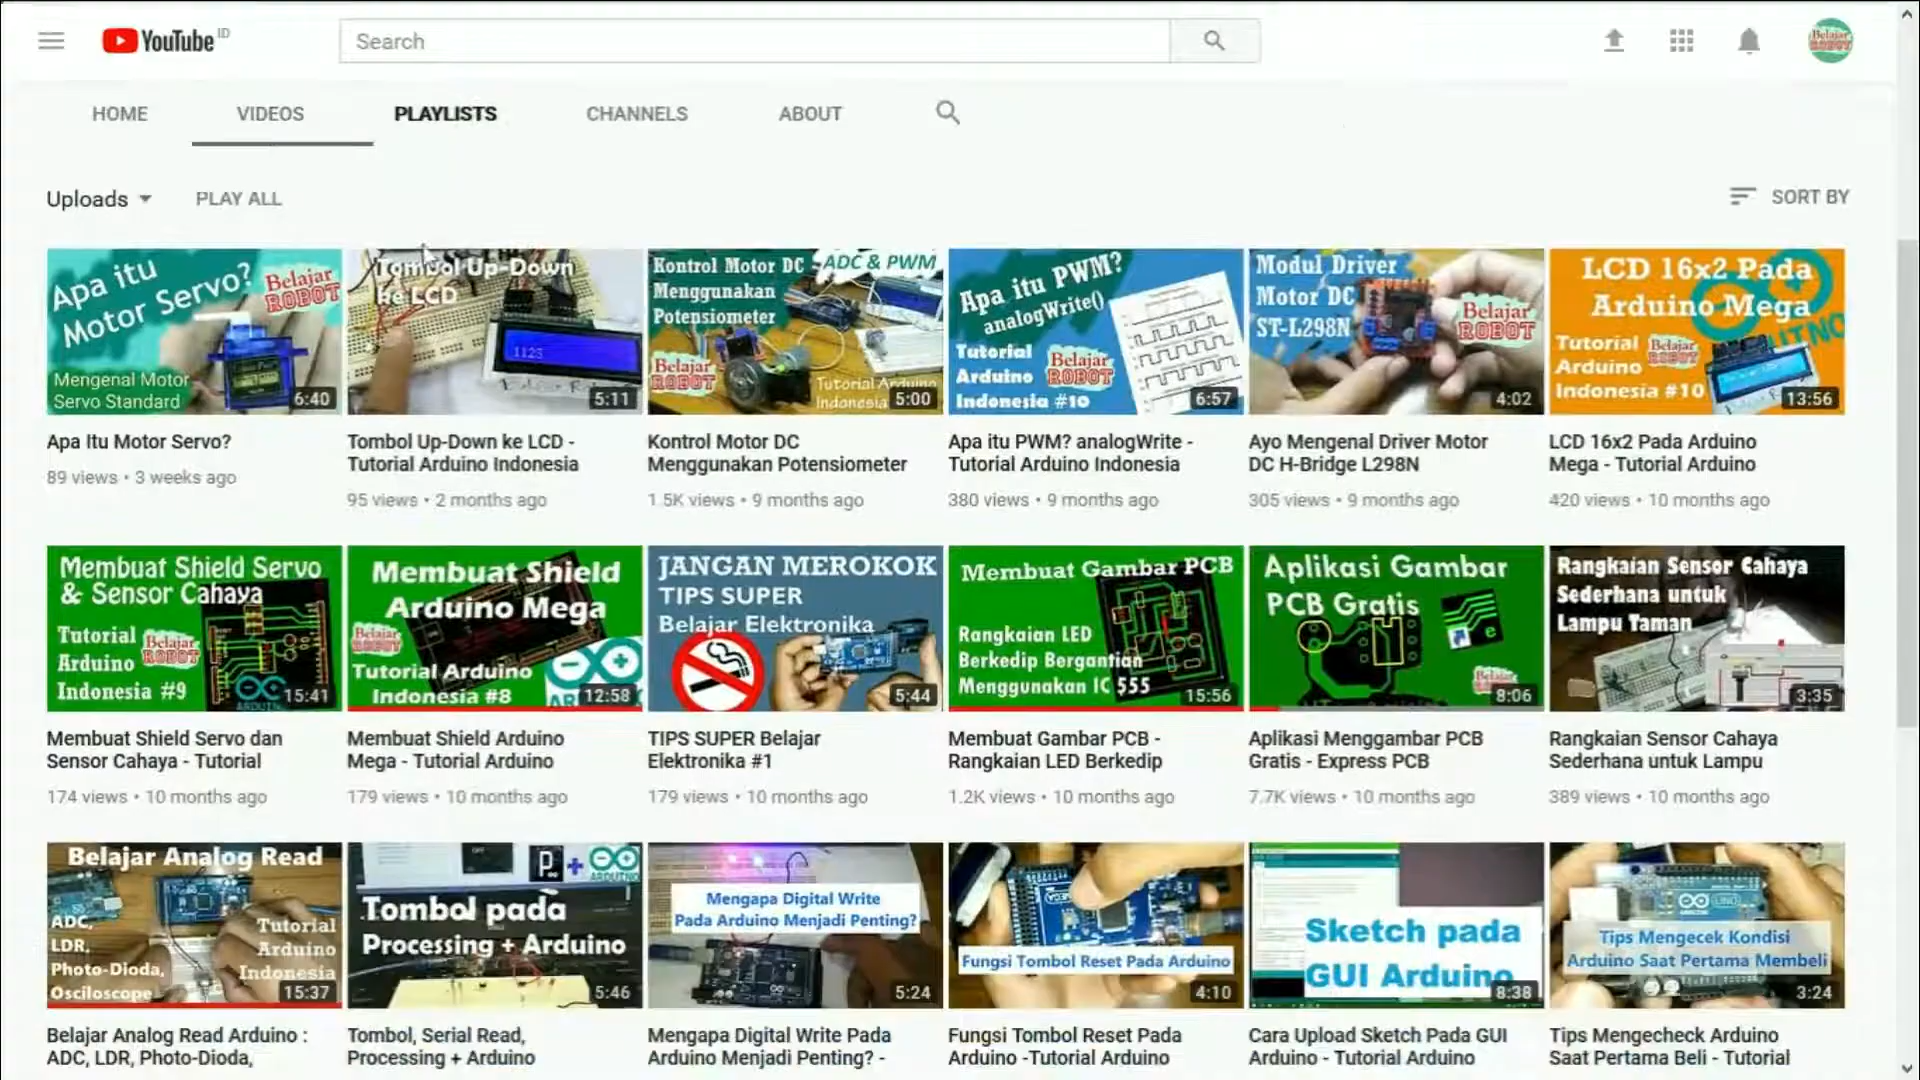 YouTube ID
Search
Belajar
ROBOT
HOME
VIDEOS
PLAYLISTS
CHANNELS
ABOUT
Uploads
PLAY ALL
SORT BY
Apa itu
Motor Servo?
Belajar
ROBOT
Mengenal Motor
Servo Standard
6:40
Tombol Up-Down
ke LCD
1123
5:11
Kontrol Motor DC
Menggunakan
Potensiometer
ADC & PWM
Belajar
ROBOT
Tutorial Arduino
Indonesia
5:00
Apa itu PWM?
analogWrite()
Tutorial
Arduino
Indonesia #10
Belajar
ROBOT
6:57
Modul Driver
Motor DC
ST-L298N
Belajar
ROBOT
4:02
LCD 16x2 Pada
Arduino Mega
Tutorial
Arduino
Indonesia #10
Belajar
ROBOT
13:56
Apa Itu Motor Servo?
89 views • 3 weeks ago
Tombol Up-Down ke LCD -
Tutorial Arduino Indonesia
95 views • 2 months ago
Kontrol Motor DC
Menggunakan Potensiometer
1.5K views • 9 months ago
Apa itu PWM? analogWrite -
Tutorial Arduino Indonesia
380 views • 9 months ago
Ayo Mengenal Driver Motor
DC H-Bridge L298N
305 views • 9 months ago
LCD 16x2 Pada Arduino
Mega - Tutorial Arduino
420 views • 10 months ago
Membuat Shield Servo
& Sensor Cahaya
Tutorial
Arduino
Indonesia #9
Belajar
ROBOT
15:41
Membuat Shield
Arduino Mega
Belajar
ROBOT
Tutorial Arduino
Indonesia #8
12:58
JANGAN MEROKOK
TIPS SUPER
Belajar Elektronika
5:44
Membuat Gambar PCB
Rangkaian LED
Berkedip Bergantian
Menggunakan IC 555
15:56
Aplikasi Gambar
PCB Gratis
Belajar
ROBOT
8:06
Rangkaian Sensor Cahaya
Sederhana untuk
Lampu Taman
3:35
Membuat Shield Servo dan
Sensor Cahaya - Tutorial
174 views • 10 months ago
Membuat Shield Arduino
Mega - Tutorial Arduino
179 views • 10 months ago
TIPS SUPER Belajar
Elektronika #1
179 views • 10 months ago
Membuat Gambar PCB -
Rangkaian LED Berkedip
1.2K views • 10 months ago
Aplikasi Menggambar PCB
Gratis - Express PCB
7.7K views • 10 months ago
Rangkaian Sensor Cahaya
Sederhana untuk Lampu
389 views • 10 months ago
Belajar Analog Read
ADC,
LDR,
Photo-Dioda,
Osciloscope
Tutorial
Arduino
Indonesia
15:37
Tombol pada
Processing + Arduino
5:46
Mengapa Digital Write
Pada Arduino Menjadi Penting?
5:24
Fungsi Tombol Reset Pada Arduino
4:10
Sketch pada
GUI Arduino
8:38
Tips Mengecek Kondisi
Arduino Saat Pertama Membeli
3:24
Belajar Analog Read Arduino :
ADC, LDR, Photo-Dioda,
Tombol, Serial Read,
Processing + Arduino
Mengapa Digital Write Pada
Arduino Menjadi Penting? -
Fungsi Tombol Reset Pada
Arduino -Tutorial Arduino
Cara Upload Sketch Pada GUI
Arduino - Tutorial Arduino
Tips Mengecheck Arduino
Saat Pertama Beli - Tutorial